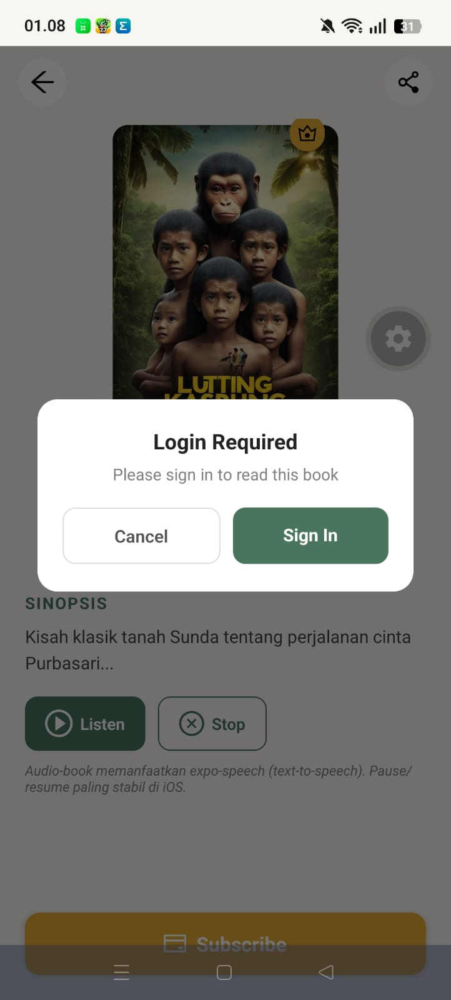 01.08
31
LUTTING
KASRUNG
Login Required
Please sign in to read this book
Cancel
Sign In
SINOPSIS
Kisah klasik tanah Sunda tentang perjalanan cinta
Purbasari...
Listen
Stop
Audio-book memanfaatkan expo-speech (text-to-speech). Pause/
resume paling stabil di iOS.
Subscribe